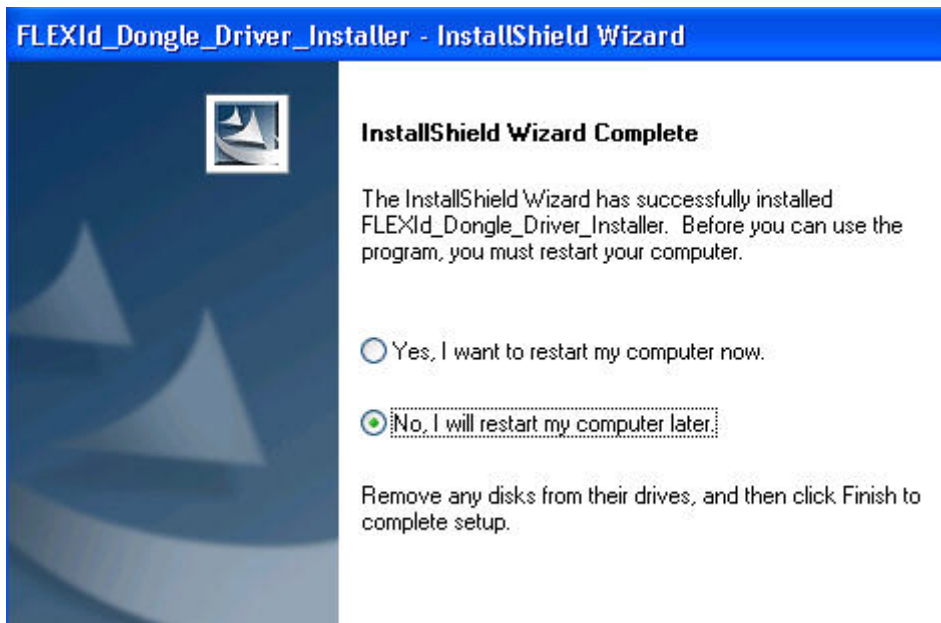 FLEXId_Dongle_Driver_Installer - InstallShield Wizard
InstallShield Wizard Complete
The InstallShield Wizard has successfully installed
FLEXId_Dongle_Driver_Installer. Before you can use the
program, you must restart your computer.
Yes, I want to restart my computer now.
No, I will restart my computer later.
Remove any disks from their drives, and then click Finish to
complete setup.